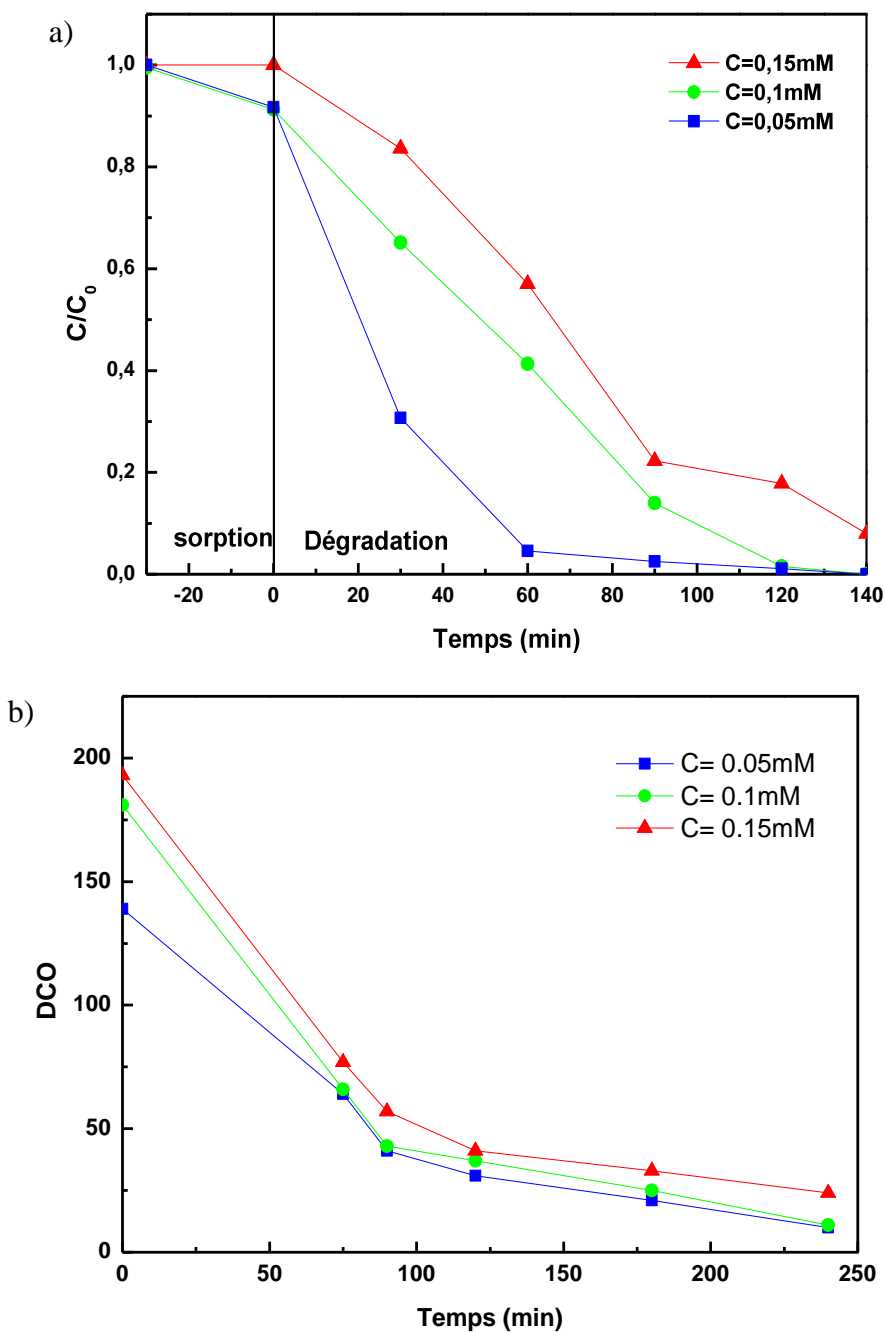 a)
C=0,15mM
C=0,1mM
C=0,05mM
1,0
0,8
0,6
0,4
0,2
0,0
C/C0
sorption
Dégradation
-20 0 20 40 60 80 100 120 140
Temps (min)
b)
C= 0.05mM
C= 0.1mM
C= 0.15mM
200
150
100
50
0
DCO
0 50 100 150 200 250
Temps (min)